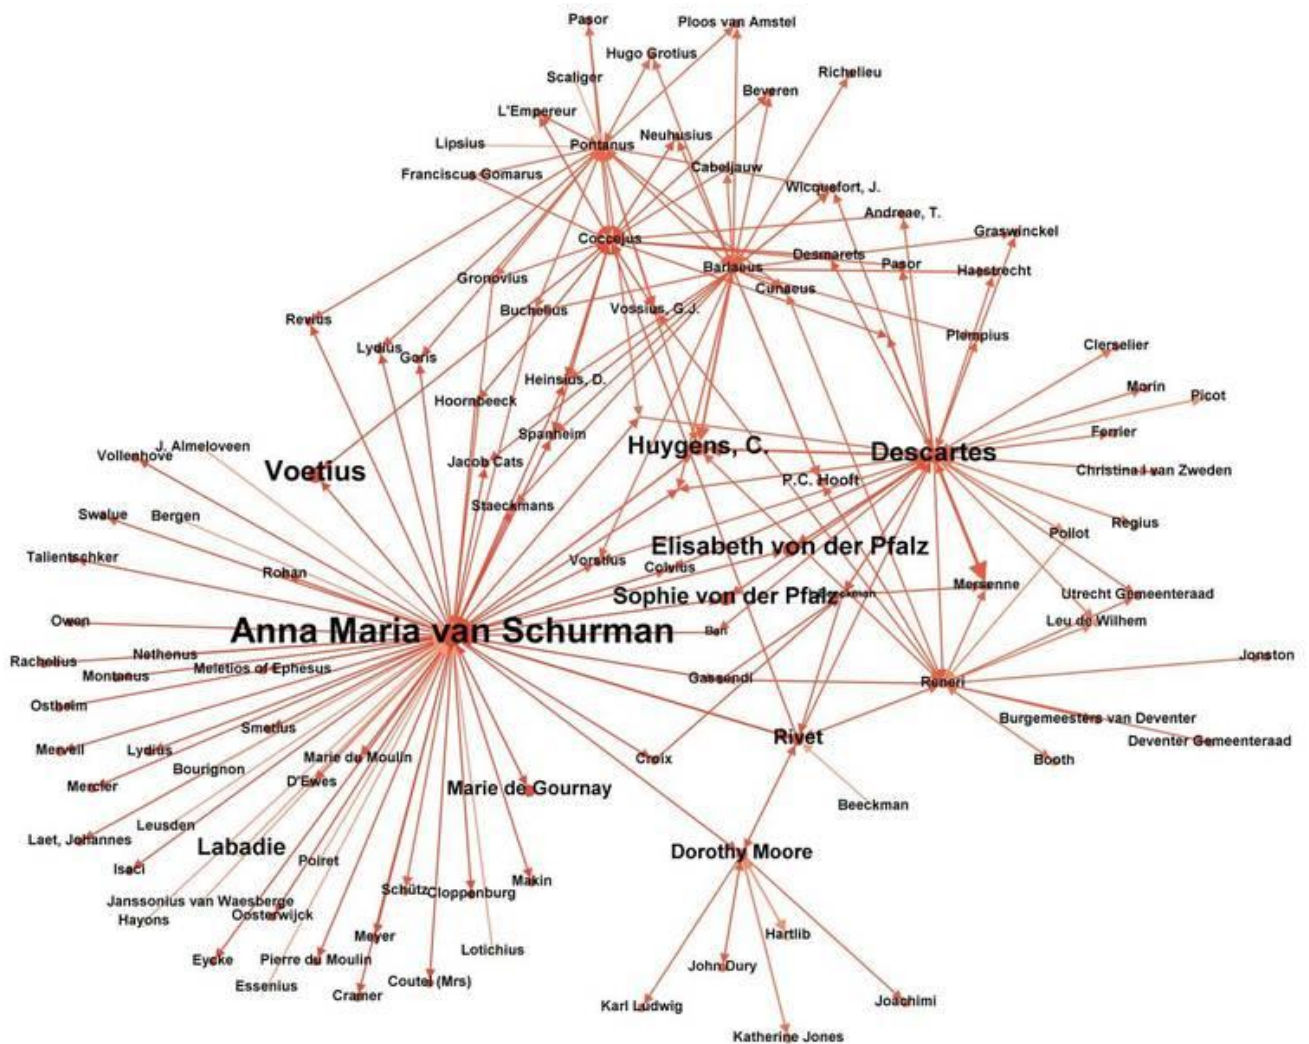 Pasor
Ploos van Amstel
Hugo Grotius
Scaliger
Richelieu
Beveren
L'Empereur
Neuhusius
Lipsius
Pontanus
Cabeljauw
Franciscus Gomarus
Wicquefort, J.
Andreae, T.
Graswinckel
Coccejus
Desmarets
Pasor
Barlaeus
Haestrecht
Gronovius
Cunaeus
Buchelius
Vossius, G.J.
Revius
Plempius
Clerselier
Lydius
Goris
Heinsius, D.
Morin
Picot
Hoornbeeck
Ferrier
Spanheim
Huygens, C.
Descartes
J. Almeloveen
Vollenhove
Voetius
Jacob Cats
Christina I van Zweden
P.C. Hooft
Staeckmans
Swalue
Bergen
Regius
Pollot
Elisabeth von der Pfalz
Talientschker
Vorstius
Colvius
Rohan
Mersenne
Sophie von der Pfalz
Utrecht Gemeenteraad
Owen
Leu de Wilhem
Anna Maria van Schurman
Ban
Nethenus
Rachelius
Meletios of Ephesus
Montanus
Jonston
Gassendi
Reneri
Ostheim
Burgemeesters van Deventer
Smetius
Rivet
Deventer Gemeenteraad
Mervell
Lydius
Marie du Moulin
Croix
Booth
Bourignon
D'Ewes
Mercier
Marie de Gournay
Beeckman
Leusden
Laet, Johannes
Labadie
Dorothy Moore
Poiret
Isaci
Makin
Schütz
Cloppenburg
Janssonius van Waesberge
Oosterwijck
Hayons
Hartlib
Meyer
Lotichius
Eycke
Pierre du Moulin
John Dury
Coutel (Mrs)
Essenius
Cramer
Karl Ludwig
Joachimi
Katherine Jones